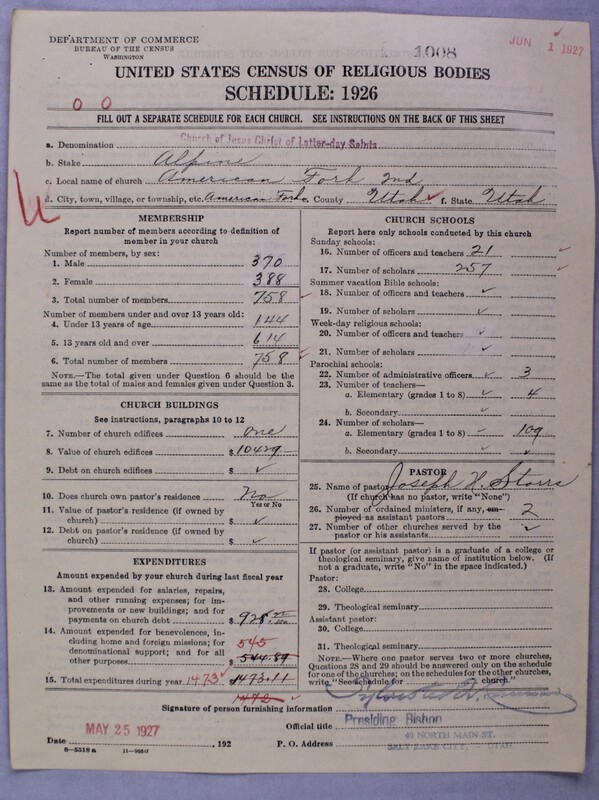 DEPARTMENT OF COMMERCE
BUREAU OF THE CENSUS
WASHINGTON
1008
JUN 1 1927
UNITED STATES CENSUS OF RELIGIOUS BODIES
SCHEDULE: 1926
0 0
FILL OUT A SEPARATE SCHEDULE FOR EACH CHURCH. SEE INSTRUCTIONS ON THE BACK OF THIS SHEET
a. Denomination Church of Jesus Christ of Latter-day Saints
b. Stake Alpine
c. Local name of church American Fork 2nd
d. City, town, village, or township, etc. American Fork e. County Utah f. State Utah
MEMBERSHIP
Report number of members according to definition of
member in your church
Number of members, by sex:
1. Male 370
2. Female 388
3. Total number of members 758
Number of members under and over 13 years old:
4. Under 13 years of age 144
5. 13 years old and over 614
6. Total number of members 758
NOTE.—The total given under Question 6 should be the
same as the total of males and females given under Question 3.
CHURCH BUILDINGS
See instructions, paragraphs 10 to 12
7. Number of church edifices one
8. Value of church edifices $ 10429
9. Debt on church edifices $ ✓
10. Does church own pastor's residence No
Yes or No
11. Value of pastor's residence (if owned by
church) $ ✓
12. Debt on pastor's residence (if owned by
church) $ ✓
EXPENDITURES
Amount expended by your church during last fiscal year
13. Amount expended for salaries, repairs,
and other running expenses; for im-
provements or new buildings; and for
payments on church debt $ 928
14. Amount expended for benevolences, in-
cluding home and foreign missions; for
denominational support; and for all
other purposes $ 544.89
545
15. Total expenditures during year 1473 1473.11
1472
CHURCH SCHOOLS
Report here only schools conducted by this church
Sunday schools:
16. Number of officers and teachers 21
17. Number of scholars 257
Summer vacation Bible schools:
18. Number of officers and teachers ✓
19. Number of scholars ✓
Week-day religious schools:
20. Number of officers and teachers ✓
21. Number of scholars ✓
Parochial schools:
22. Number of administrative officers 3
23. Number of teachers—
a. Elementary (grades 1 to 8) 4
b. Secondary ✓
24. Number of scholars—
a. Elementary (grades 1 to 8) 109
b. Secondary ✓
PASTOR
25. Name of pastor Joseph H. Storrs
(If church has no pastor, write "None")
26. Number of ordained ministers, if any, em-
ployed as assistant pastors 2
27. Number of other churches served by the
pastor or his assistants ✓
If pastor (or assistant pastor) is a graduate of a college or
theological seminary, give name of institution below. (If
not a graduate, write "No" in the space indicated.)
Pastor:
28. College
29. Theological seminary
Assistant pastor:
30. College
31. Theological seminary
NOTE.—Where one pastor serves two or more churches,
Questions 28 and 29 should be answered only on the schedule
for one of the churches; on the schedules for the other churches,
write "See schedule for church."
Signature of person furnishing information Sylvester Q. Cannon
Official title Presiding Bishop
Date MAY 25 1927, 192 P. O. Address 40 NORTH MAIN ST.
SALT LAKE CITY, UTAH
8—5518a 11—9050